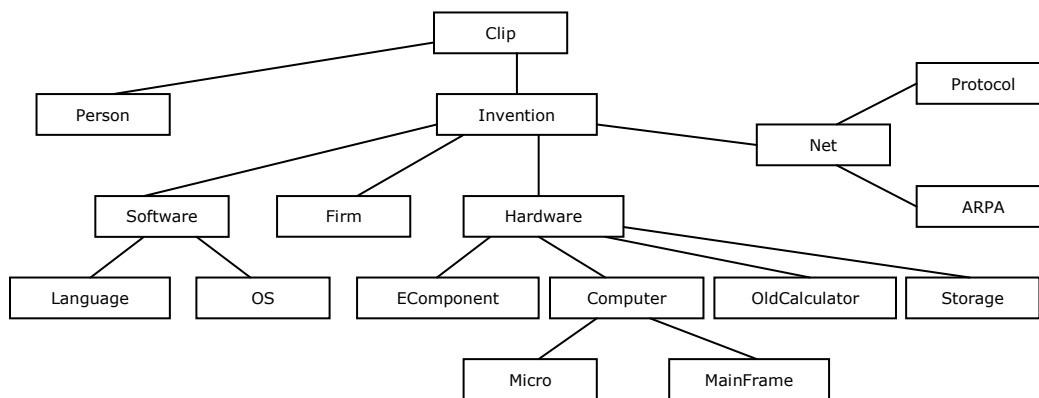 Clip
Protocol
Person
Invention
Net
Software
Firm
Hardware
ARPA
Language
OS
EComponent
Computer
OldCalculator
Storage
Micro
MainFrame